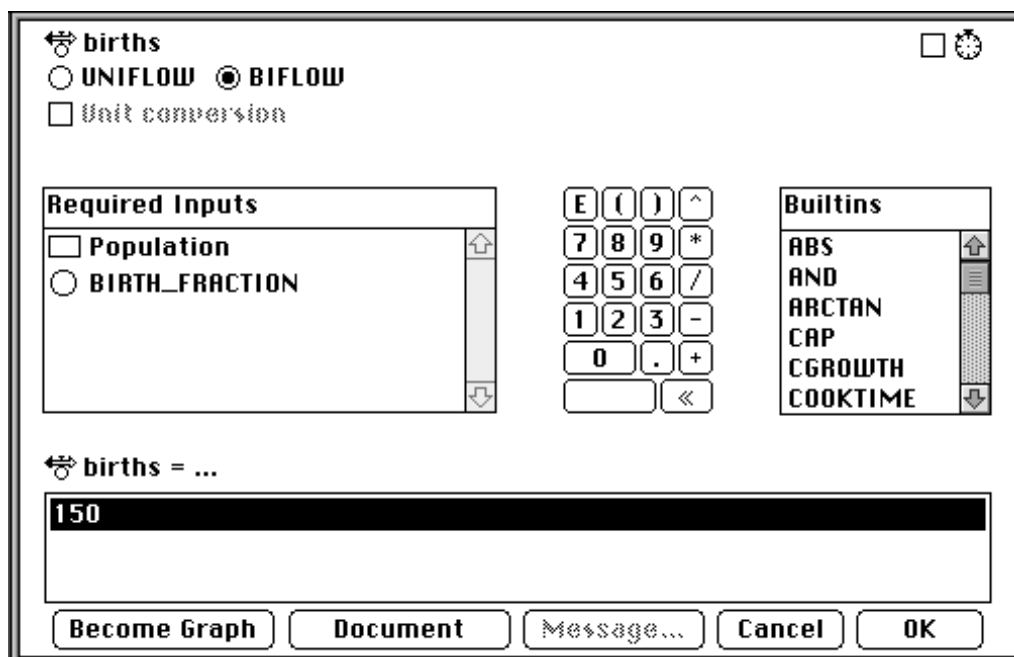 births
UNIFLOW BIFLOW
Unit conversion
Required Inputs
Population
BIRTH_FRACTION
E ( ) ^
7 8 9 *
4 5 6 /
1 2 3 -
0 . +
«
Builtins
ABS
AND
ARCTAN
CAP
CGROWTH
COOKTIME
births = ...
150
Become Graph Document Message... Cancel OK